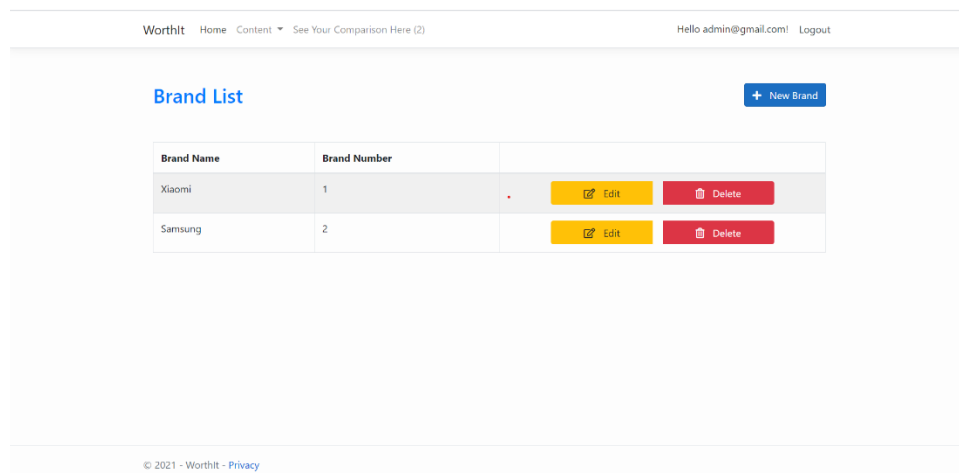 WorthIt Home Content See Your Comparison Here (2) Hello admin@gmail.com! Logout
Brand List
+ New Brand
Brand Name Brand Number
Xiaomi 1 Edit Delete
Samsung 2 Edit Delete
© 2021 - WorthIt - Privacy